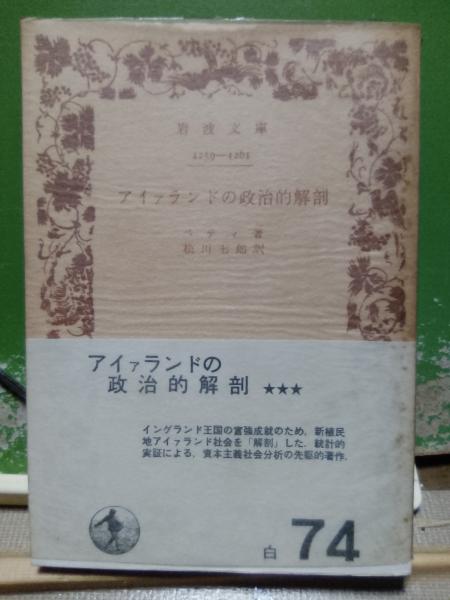 岩波文庫
4259—4261
アイァランドの政治的解剖
ペティ著
松川七郎訳
アイァランドの
政治的解剖 ★★★
イングランド王国の富強成就のため，新植民
地アイァランド社会を「解剖」した，統計的
実証による，資本主義社会分析の先駆的著作．
白 74